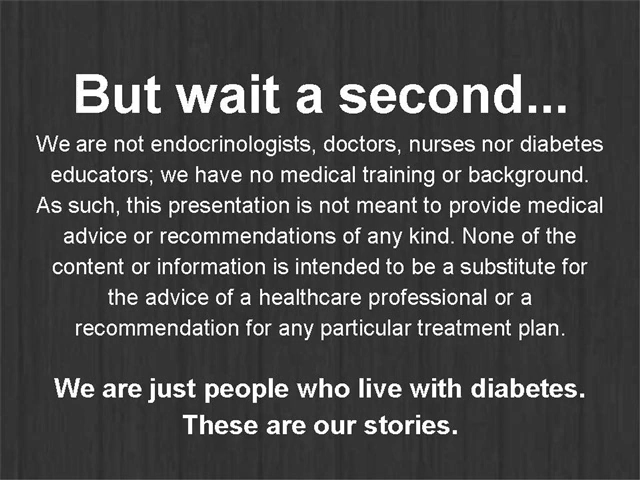 But wait a second...
We are not endocrinologists, doctors, nurses nor diabetes
educators; we have no medical training or background.
As such, this presentation is not meant to provide medical
advice or recommendations of any kind. None of the
content or information is intended to be a substitute for
the advice of a healthcare professional or a
recommendation for any particular treatment plan.
We are just people who live with diabetes.
These are our stories.